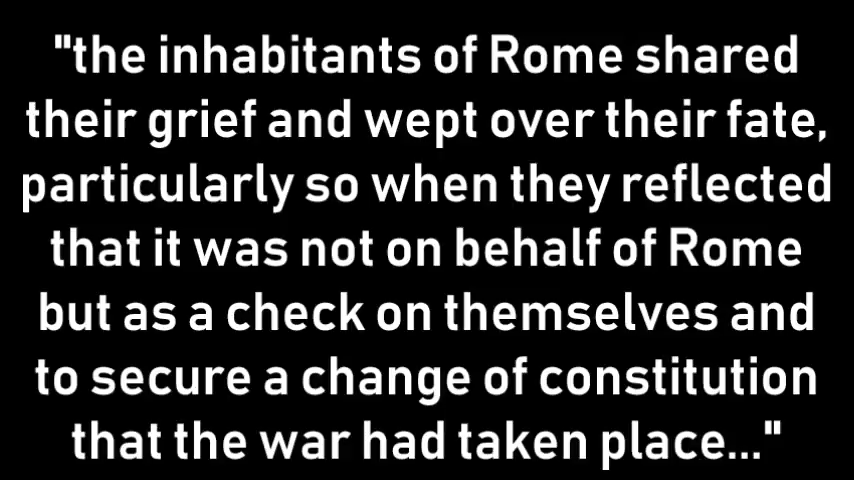 "the inhabitants of Rome shared
their grief and wept over their fate,
particularly so when they reflected
that it was not on behalf of Rome
but as a check on themselves and
to secure a change of constitution
that the war had taken place..."